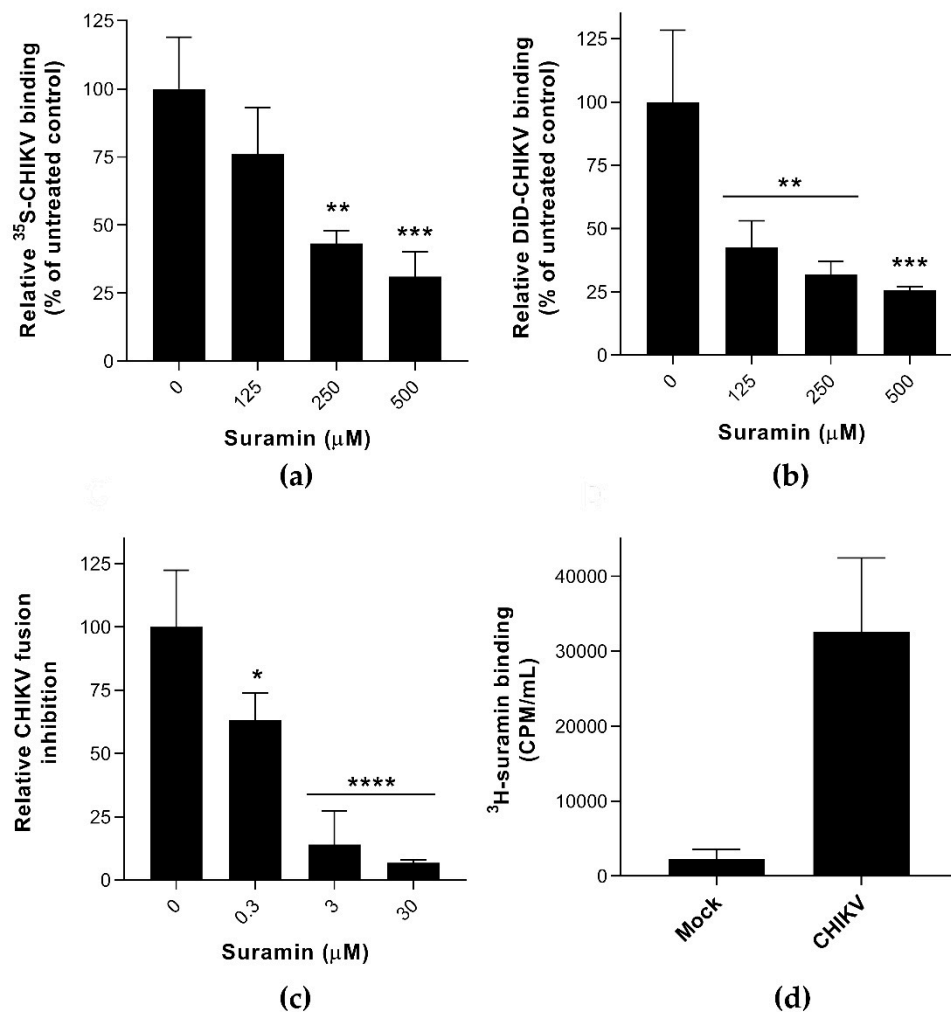 125
100
75
50
25
0
Relative ³⁵S-CHIKV binding
(% of untreated control)
**
***
0
125
250
500
Suramin (μM)
(a)
125
100
75
50
25
0
Relative DiD-CHIKV binding
(% of untreated control)
**
***
0
125
250
500
Suramin (μM)
(b)
125
100
75
50
25
0
Relative CHIKV fusion
inhibition
*
****
0
0.3
3
30
Suramin (μM)
(c)
40000
30000
20000
10000
0
³H-suramin binding
(CPM/mL)
Mock
CHIKV
(d)